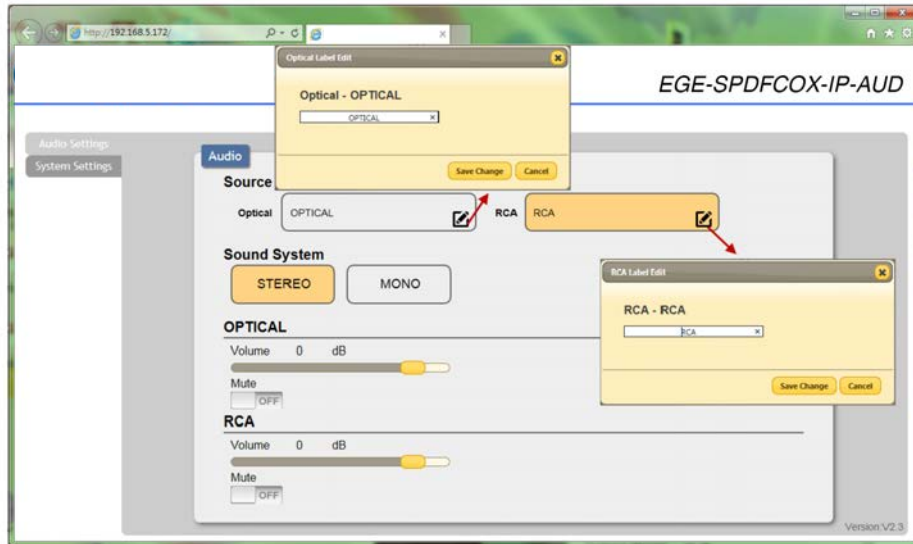 http://192.168.5.172/
Optical Label Edit
Optical - OPTICAL
OPTICAL
Save Change Cancel
EGE-SPDFCOX-IP-AUD
Audio Settings
System Settings
Audio
Source
Optical OPTICAL RCA RCA
Sound System
STEREO MONO
RCA Label Edit
RCA - RCA
RCA
Save Change Cancel
OPTICAL
Volume 0 dB
Mute
OFF
RCA
Volume 0 dB
Mute
OFF
Version:V2.3